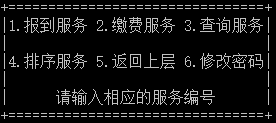 1.报到服务 2.缴费服务 3.查询服务
4.排序服务 5.返回上层 6.修改密码
请输入相应的服务编号